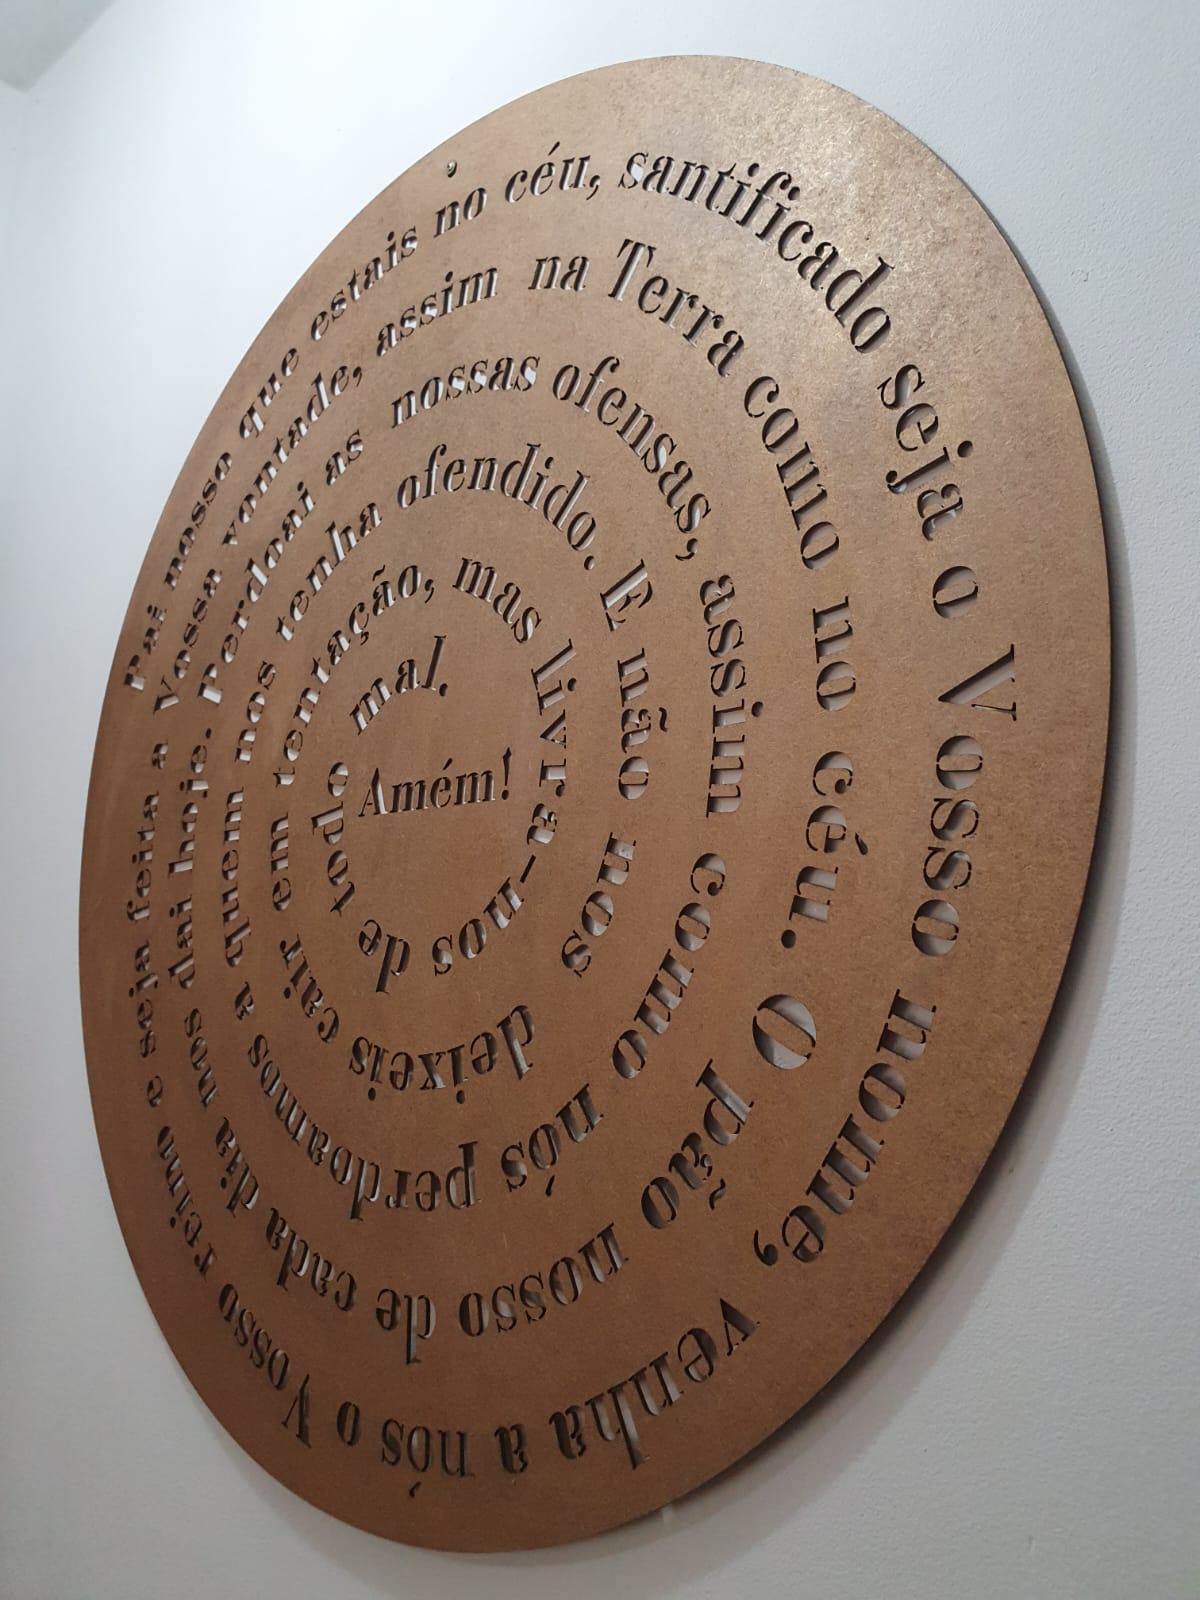 Pai nosso que estais no céu, santificado seja o Vosso nome, venha a nós o Vosso reino e seja feita a
Vossa vontade, assim na Terra como no céu. O pão nosso de cada dia nos dai hoje.
Perdoai as nossas ofensas, assim como nós perdoamos a quem nos
tenha ofendido. E não nos deixeis cair em
tentação, mas livra-nos de todo
mal.
Amém!